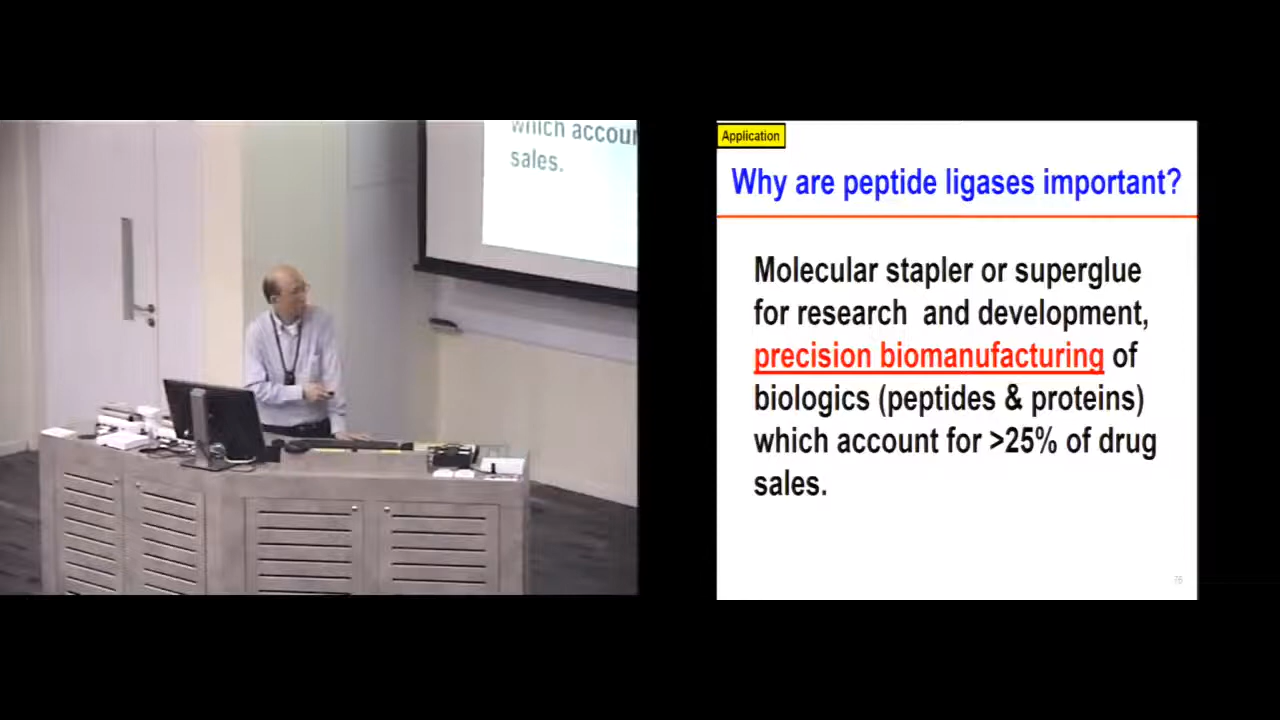 which accour
sales.
Application
Why are peptide ligases important?
Molecular stapler or superglue
for research and development,
precision biomanufacturing of
biologics (peptides & proteins)
which account for >25% of drug
sales.